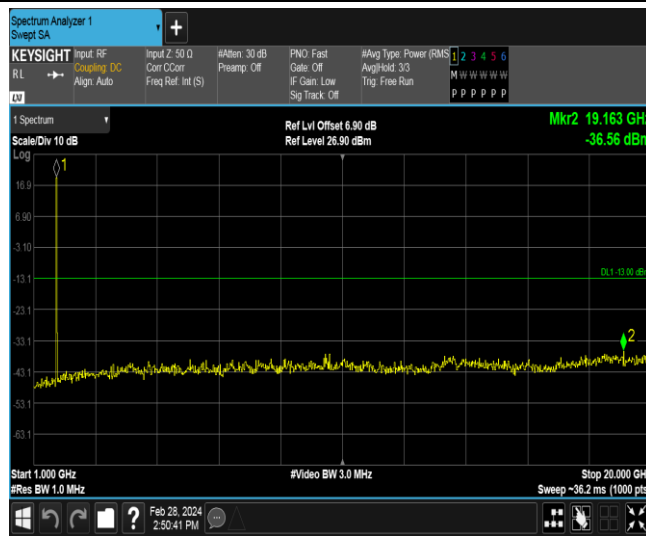 Spectrum Analyzer 1
Swept SA
+
KEYSIGHT
RL
LXI
Input: RF
Coupling: DC
Align: Auto
Input Z: 50 Ω
Corr CCorr
Freq Ref: Int (S)
#Atten: 30 dB
Preamp: Off
PNO: Fast
Gate: Off
IF Gain: Low
Sig Track: Off
#Avg Type: Power (RMS
Avg|Hold: 3/3
Trig: Free Run
1 2 3 4 5 6
M W W W W W
P P P P P P
1 Spectrum
Scale/Div 10 dB
Log
Ref Lvl Offset 6.90 dB
Ref Level 26.90 dBm
Mkr2 19.163 GHz
-36.56 dBm
1
16.9
6.90
-3.10
-13.1
DL1 -13.00 dBm
-23.1
-33.1
2
-43.1
-53.1
-63.1
Start 1.000 GHz
#Res BW 1.0 MHz
#Video BW 3.0 MHz
Stop 20.000 GH
Sweep ~36.2 ms (1000 pts
?
Feb 28, 2024
2:50:41 PM